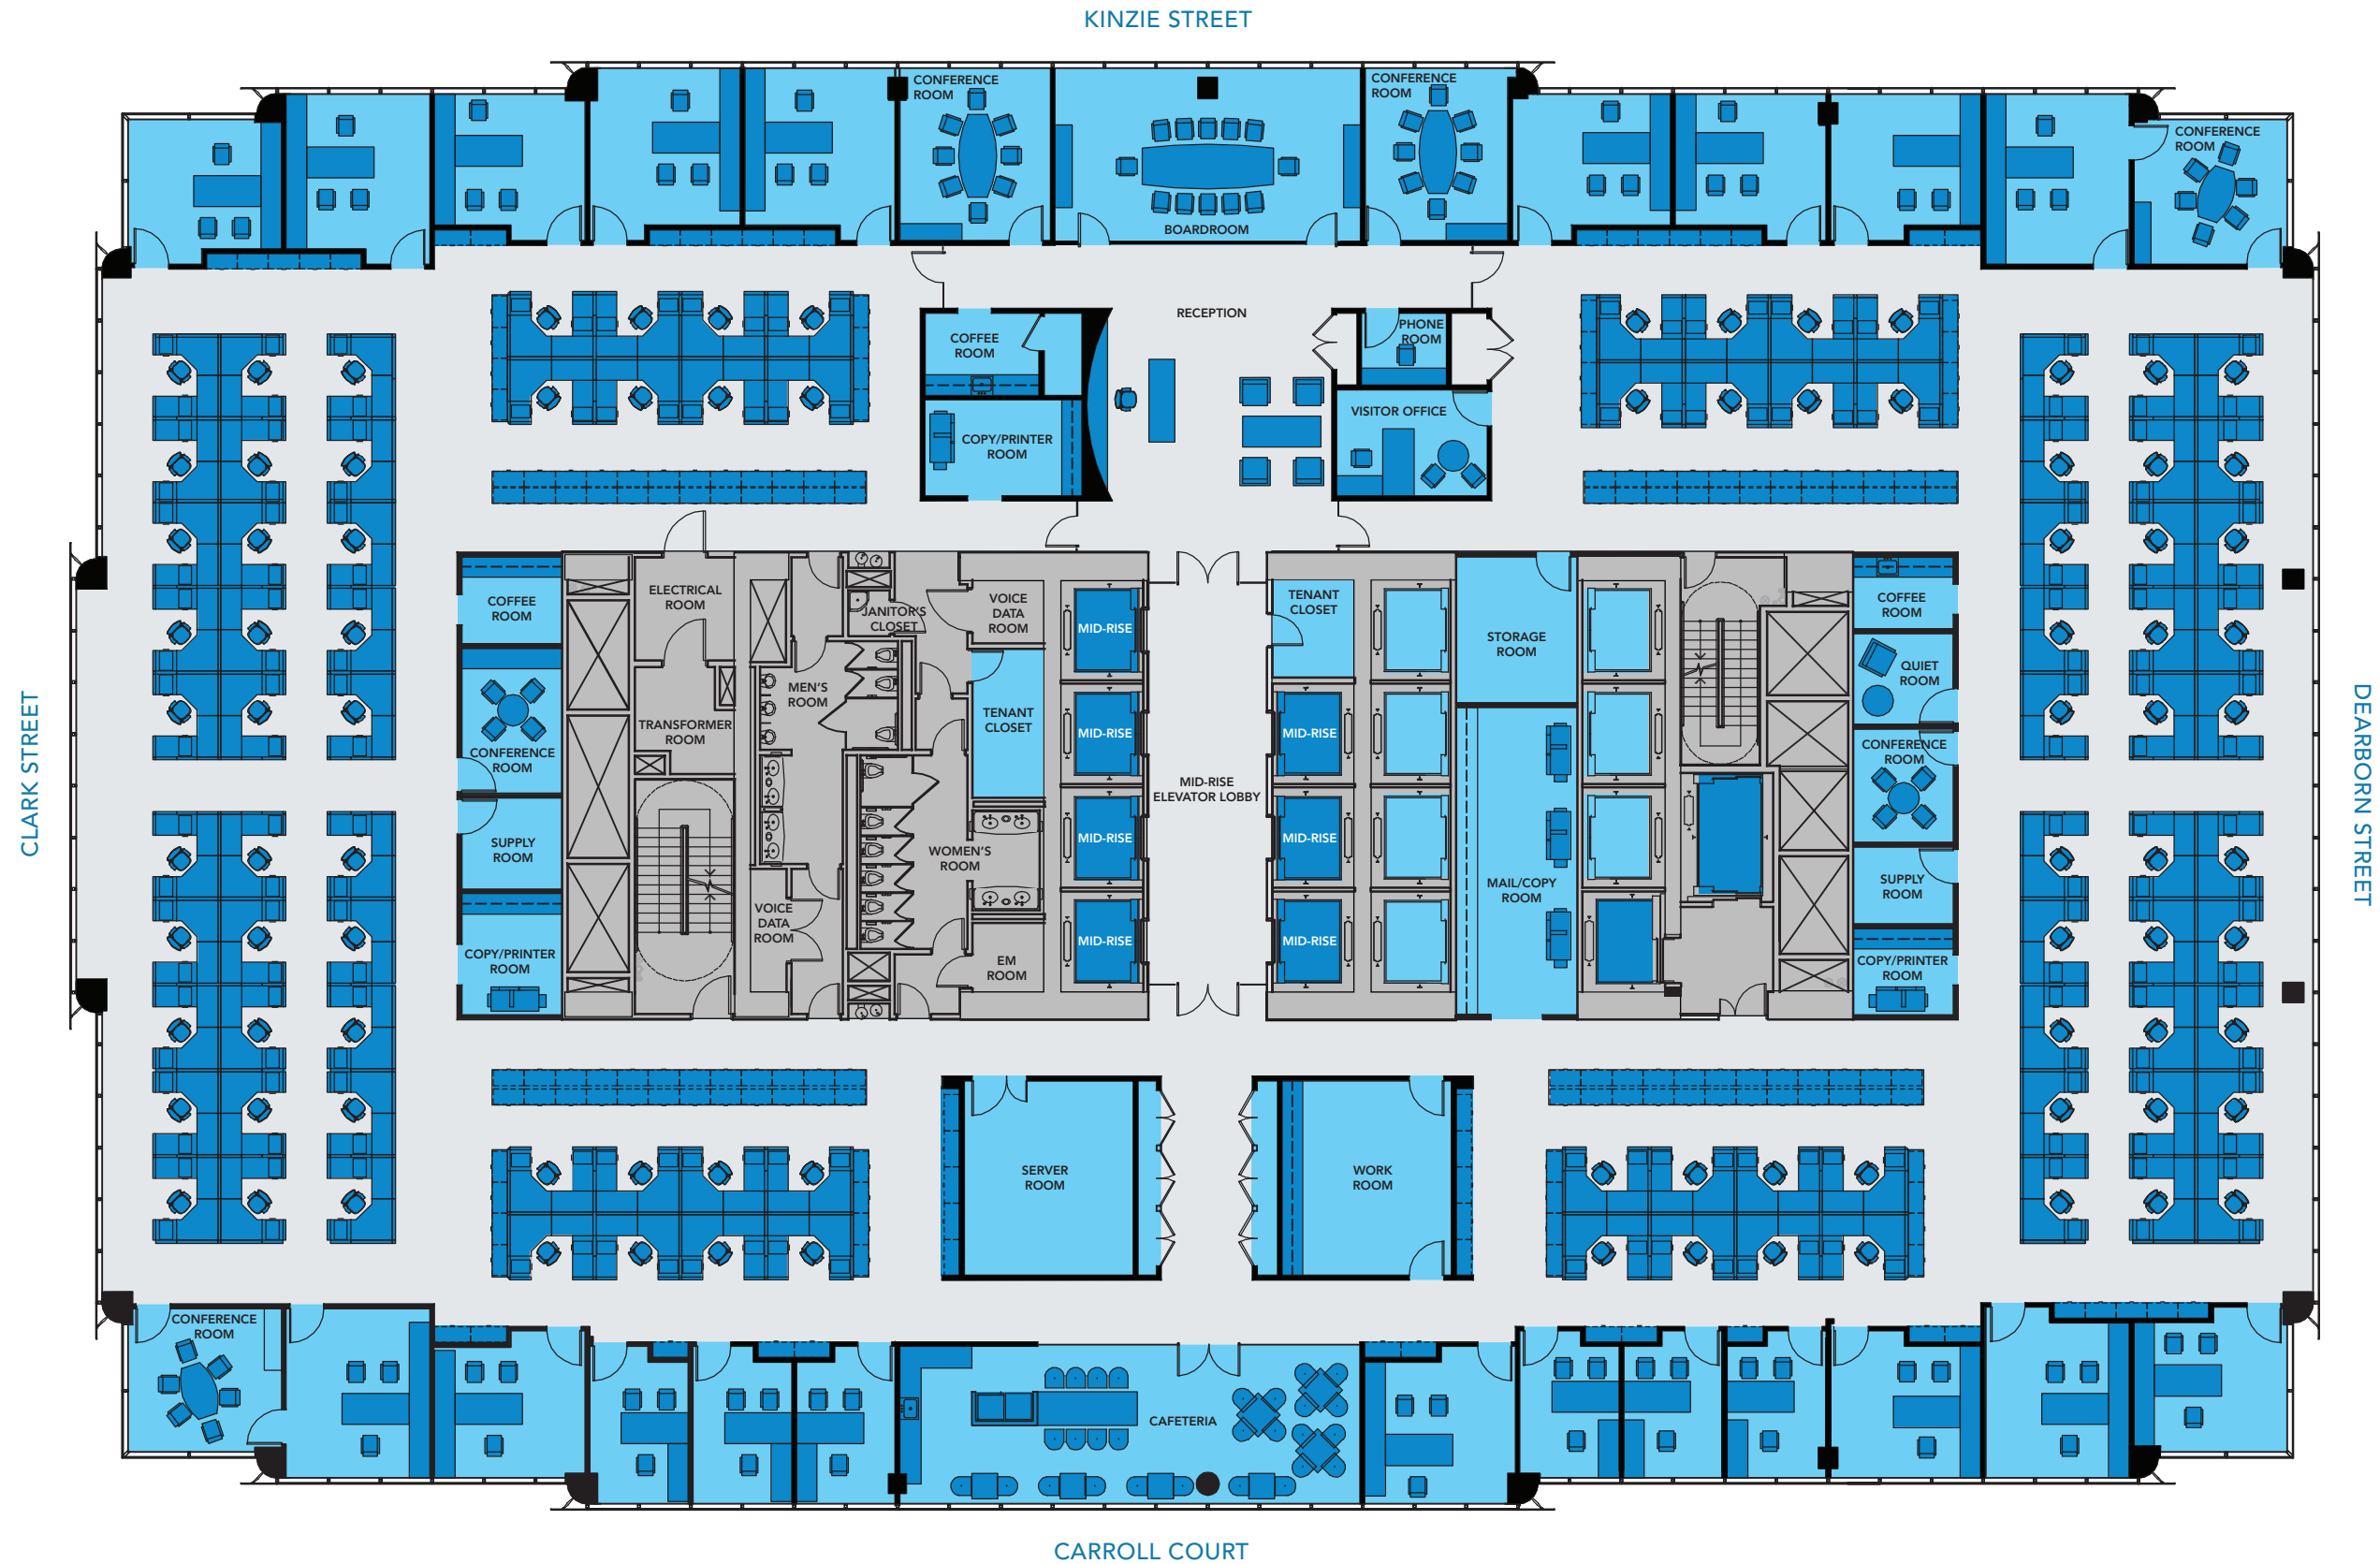 KINZIE STREET
CONFERENCE
ROOM
CONFERENCE
ROOM
CONFERENCE
ROOM
BOARDROOM
RECEPTION
COFFEE
ROOM
PHONE
ROOM
COPY/PRINTER
ROOM
VISITOR OFFICE
COFFEE
ROOM
ELECTRICAL
ROOM
JANITOR'S
CLOSET
VOICE
DATA
ROOM
MID-RISE
TENANT
CLOSET
STORAGE
ROOM
COFFEE
ROOM
QUIET
ROOM
CONFERENCE
ROOM
TRANSFORMER
ROOM
MEN'S
ROOM
TENANT
CLOSET
MID-RISE
MID-RISE
CONFERENCE
ROOM
CLARK STREET
DEARBORN STREET
MID-RISE
ELEVATOR LOBBY
SUPPLY
ROOM
WOMEN'S
ROOM
MID-RISE
MID-RISE
MAIL/COPY
ROOM
SUPPLY
ROOM
VOICE
DATA
ROOM
COPY/PRINTER
ROOM
EM
ROOM
MID-RISE
MID-RISE
COPY/PRINTER
ROOM
SERVER
ROOM
WORK
ROOM
CONFERENCE
ROOM
CAFETERIA
CARROLL COURT